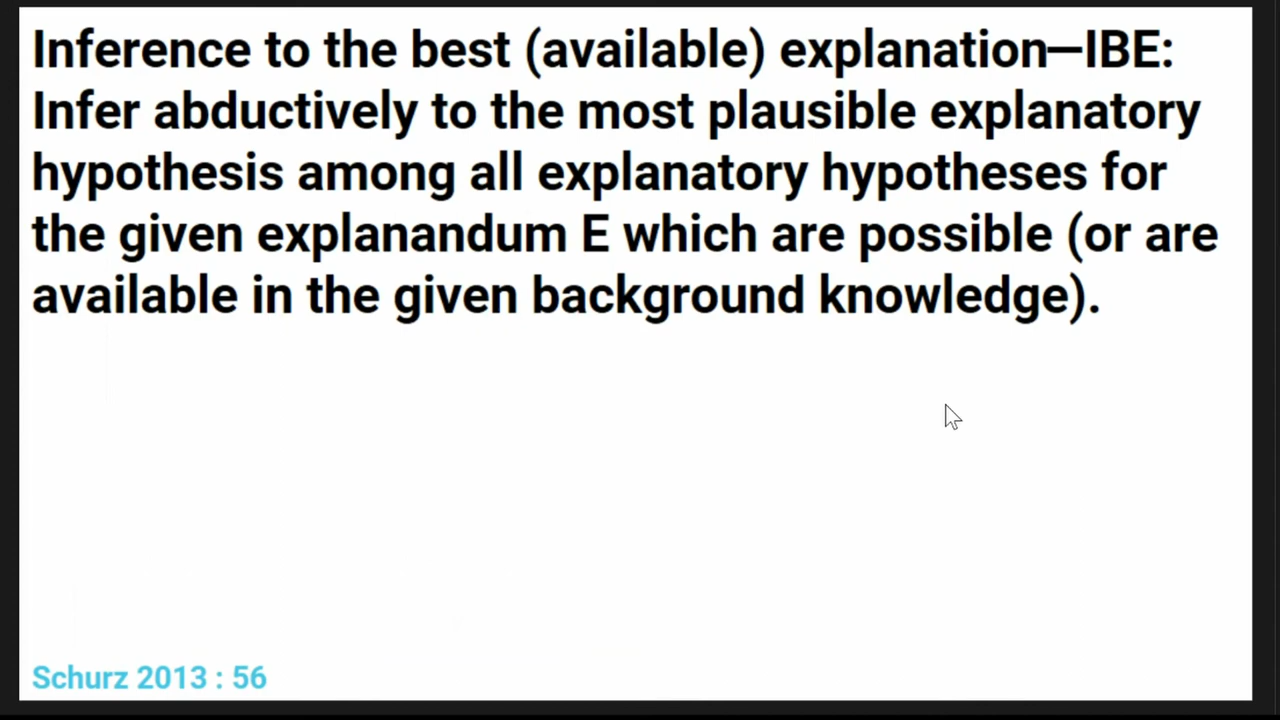 Inference to the best (available) explanation—IBE:
Infer abductively to the most plausible explanatory
hypothesis among all explanatory hypotheses for
the given explanandum E which are possible (or are
available in the given background knowledge).
Schurz 2013 : 56